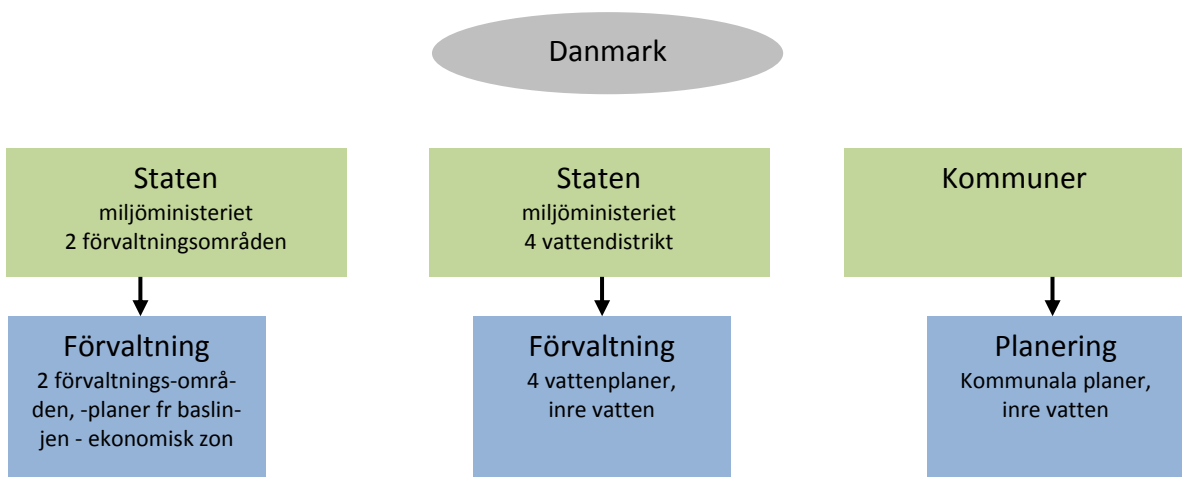 Danmark
Staten
miljöministeriet
2 förvaltningsområden
Staten
miljöministeriet
4 vattendistrikt
Kommuner
Förvaltning
2 förvaltnings-områ-
den, -planer fr baslin-
jen - ekonomisk zon
Förvaltning
4 vattenplaner,
inre vatten
Planering
Kommunala planer,
inre vatten